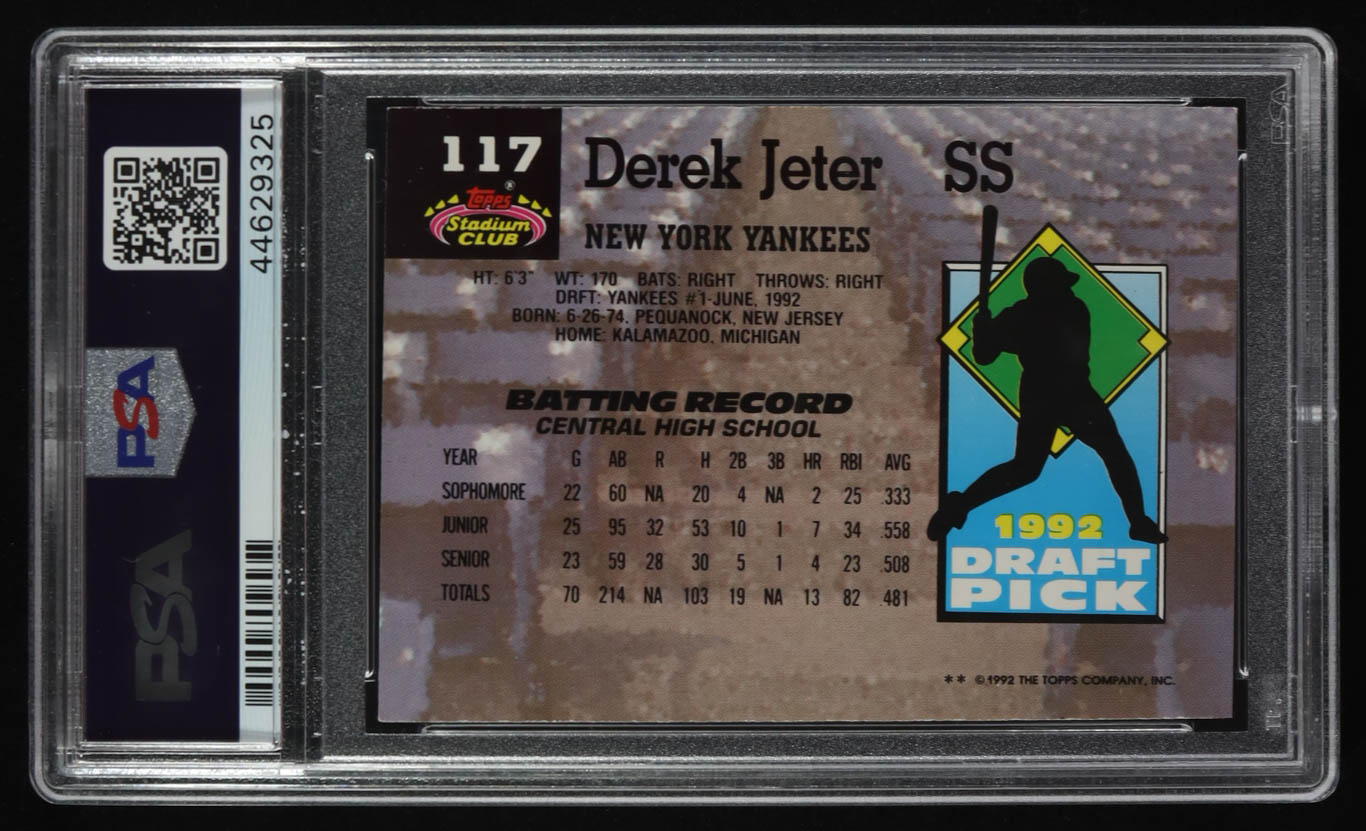 44629325
PSA
PSA
PSA
117
Topps ®
Stadium
CLUB
Derek Jeter SS
NEW YORK YANKEES
HT: 6'3" WT: 170 BATS: RIGHT THROWS: RIGHT
DRFT: YANKEES #1-JUNE, 1992
BORN: 6-26-74, PEQUANOCK, NEW JERSEY
HOME: KALAMAZOO, MICHIGAN
BATTING RECORD
CENTRAL HIGH SCHOOL
YEAR G AB R H 2B 3B HR RBI AVG
SOPHOMORE 22 60 NA 20 4 NA 2 25 .333
JUNIOR 25 95 32 53 10 1 7 34 .558
SENIOR 23 59 28 30 5 1 4 23 .508
TOTALS 70 214 NA 103 19 NA 13 82 .481
1992
DRAFT
PICK
** ©1992 THE TOPPS COMPANY, INC.